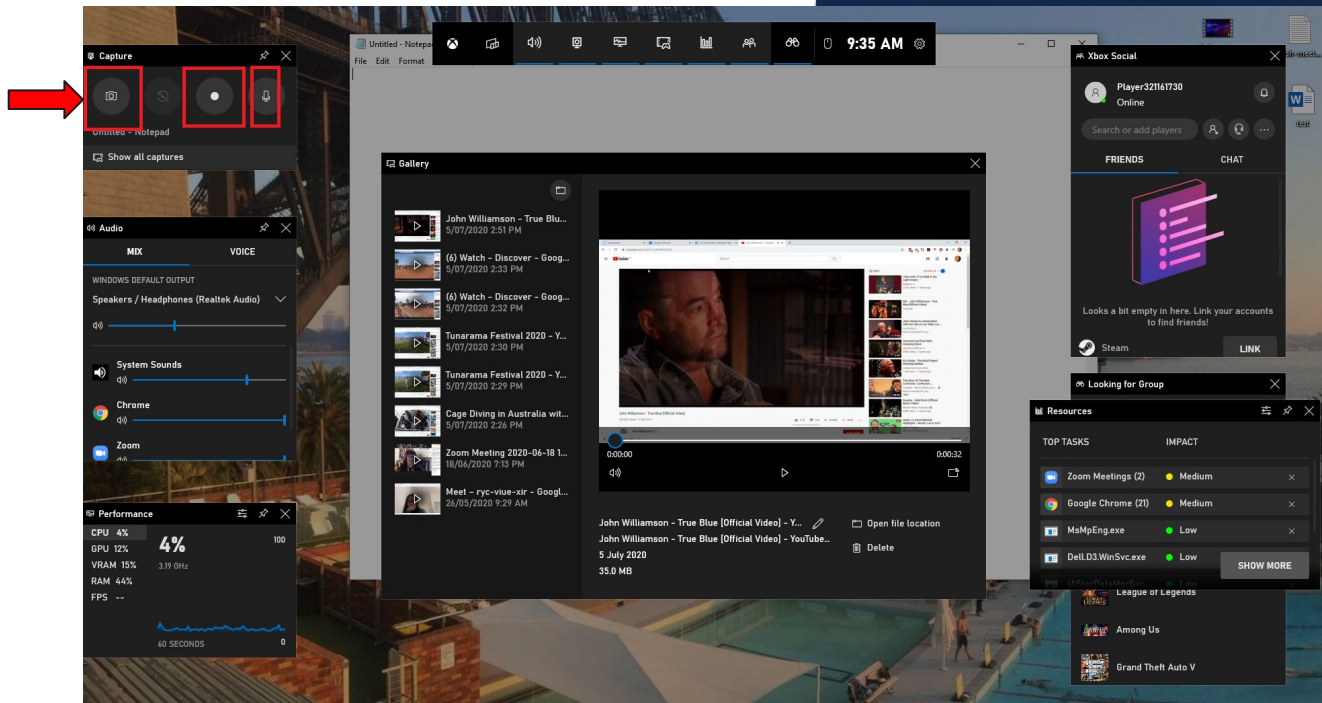 Untitled - Notepa
File Edit Format
9:35 AM
Capture
Untitled - Notepad
Show all captures
Audio
MIX VOICE
WINDOWS DEFAULT OUTPUT
Speakers / Headphones (Realtek Audio)
System Sounds
Chrome
Zoom
Performance
CPU 4%
GPU 12%
VRAM 15%
RAM 44%
FPS --
4%
3.19 GHz
100
60 SECONDS 0
Gallery
John Williamson - True Blu...
5/07/2020 2:51 PM
(6) Watch - Discover - Goog...
5/07/2020 2:33 PM
(6) Watch - Discover - Goog...
5/07/2020 2:32 PM
Tunarama Festival 2020 - Y...
5/07/2020 2:30 PM
Tunarama Festival 2020 - Y...
5/07/2020 2:29 PM
Cage Diving in Australia wit...
5/07/2020 2:26 PM
Zoom Meeting 2020-06-18 1...
18/06/2020 7:13 PM
Meet - ryc-viue-xir - Googl...
26/05/2020 9:29 AM
John Williamson - True Blue [Official Video]
0:00:00 0:00:32
John Williamson - True Blue [Official Video] - Y...
John Williamson - True Blue [Official Video] - YouTube...
5 July 2020
35.0 MB
Open file location
Delete
Xbox Social
Player321161730
Online
Search or add players
FRIENDS CHAT
Looks a bit empty in here. Link your accounts
to find friends!
Steam LINK
test
Looking for Group
Resources
TOP TASKS IMPACT
Zoom Meetings (2) Medium
Google Chrome (21) Medium
MsMpEng.exe Low
Dell.D3.WinSvc.exe Low
SHOW MORE
League of Legends
Among Us
Grand Theft Auto V